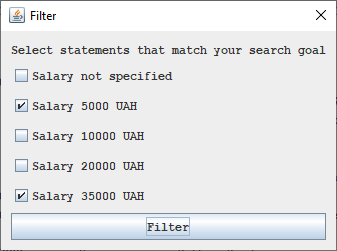 Filter
Select statements that match your search goal
Salary not specified
Salary 5000 UAH
Salary 10000 UAH
Salary 20000 UAH
Salary 35000 UAH
Filter